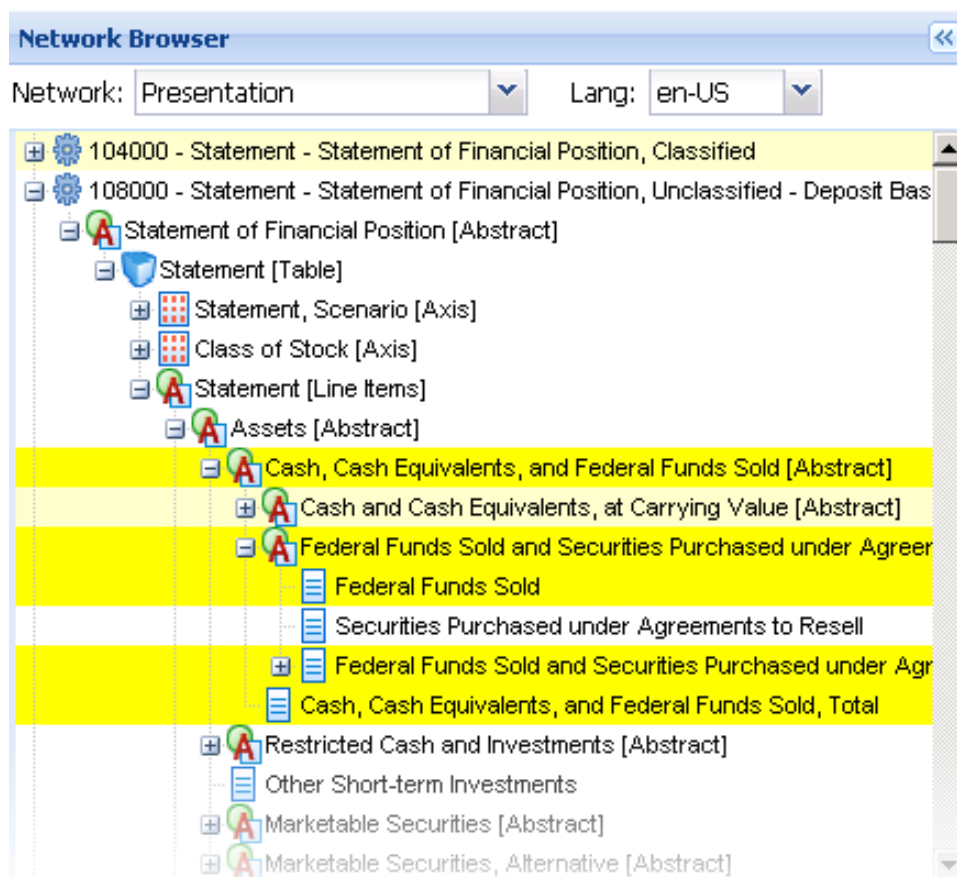 Network Browser
Network: Presentation Lang: en-US
104000 - Statement - Statement of Financial Position, Classified
108000 - Statement - Statement of Financial Position, Unclassified - Deposit Bas
Statement of Financial Position [Abstract]
Statement [Table]
Statement, Scenario [Axis]
Class of Stock [Axis]
Statement [Line Items]
Assets [Abstract]
Cash, Cash Equivalents, and Federal Funds Sold [Abstract]
Cash and Cash Equivalents, at Carrying Value [Abstract]
Federal Funds Sold and Securities Purchased under Agreer
Federal Funds Sold
Securities Purchased under Agreements to Resell
Federal Funds Sold and Securities Purchased under Agr
Cash, Cash Equivalents, and Federal Funds Sold, Total
Restricted Cash and Investments [Abstract]
Other Short-term Investments
Marketable Securities [Abstract]
Marketable Securities, Alternative [Abstract]